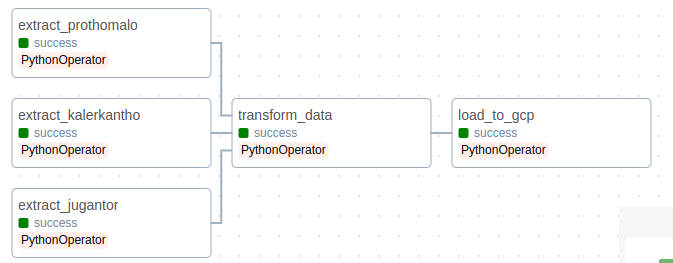 extract_prothomalo
success
PythonOperator
extract_kalerkantho
success
PythonOperator
transform_data
success
PythonOperator
load_to_gcp
success
PythonOperator
extract_jugantor
success
PythonOperator